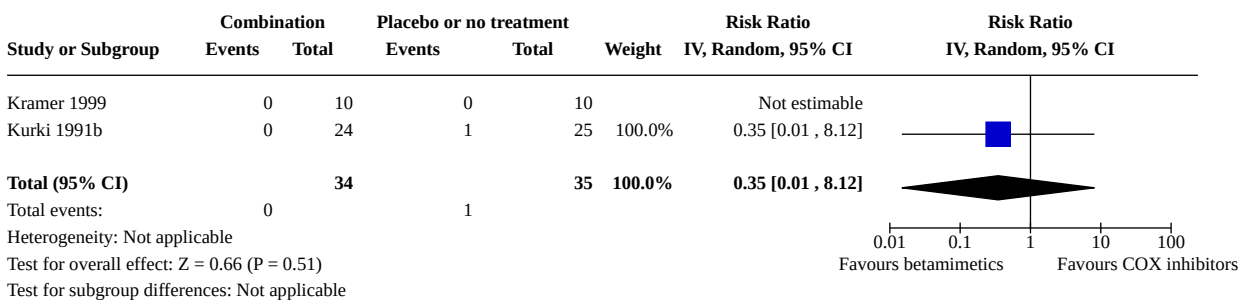 Combination Placebo or no treatment Risk Ratio Risk Ratio
Study or Subgroup Events Total Events Total Weight IV, Random, 95% CI IV, Random, 95% CI
Kramer 1999 0 10 0 10 Not estimable
Kurki 1991b 0 24 1 25 100.0% 0.35 [0.01 , 8.12]
Total (95% CI) 34 35 100.0% 0.35 [0.01 , 8.12]
Total events: 0 1
Heterogeneity: Not applicable
0.01 0.1 1 10 100
Test for overall effect: Z = 0.66 (P = 0.51) Favours betamimetics Favours COX inhibitors
Test for subgroup differences: Not applicable